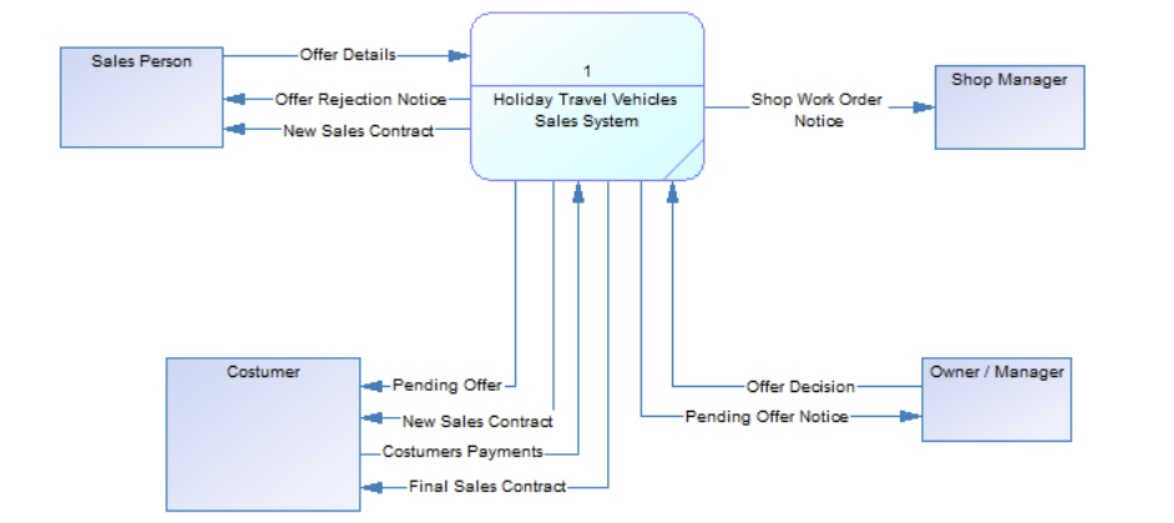 Sales Person
Offer Details
Offer Rejection Notice
New Sales Contract
1
Holiday Travel Vehicles
Sales System
Shop Work Order
Notice
Shop Manager
Costumer
Pending Offer
New Sales Contract
Costumers Payments
Final Sales Contract
Offer Decision
Pending Offer Notice
Owner / Manager